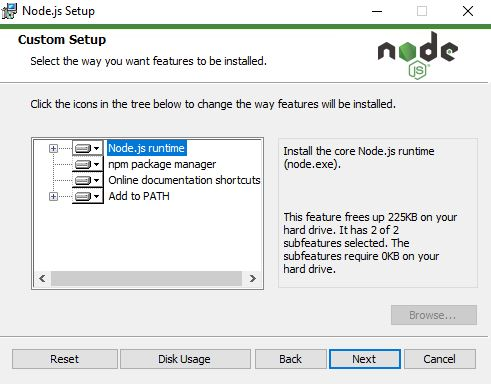 Node.js Setup
Custom Setup
Select the way you want features to be installed.
node
JS
Click the icons in the tree below to change the way features will be installed.
Node.js runtime
npm package manager
Online documentation shortcuts
Add to PATH
Install the core Node.js runtime
(node.exe).
This feature frees up 225KB on your
hard drive. It has 2 of 2
subfeatures selected. The
subfeatures require 0KB on your
hard drive.
Browse...
Reset
Disk Usage
Back
Next
Cancel